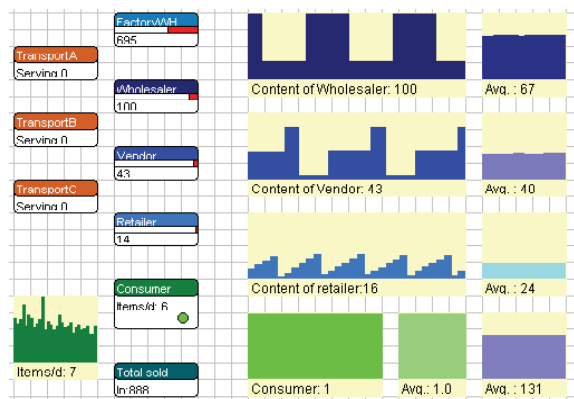 FactoryWH
695
TransportA
Serving 0
Wholesaler
100
Content of Wholesaler: 100
Avg. : 67
TransportB
Serving 0
Vendor
43
Content of Vendor: 43
Avg. : 40
TransportC
Serving 0
Retailer
14
Content of retailer:16
Avg. : 24
Consumer
Items/d: 6
Items/d: 7
Total sold
In:888
Consumer: 1
Avg.: 1.0
Avg. : 131